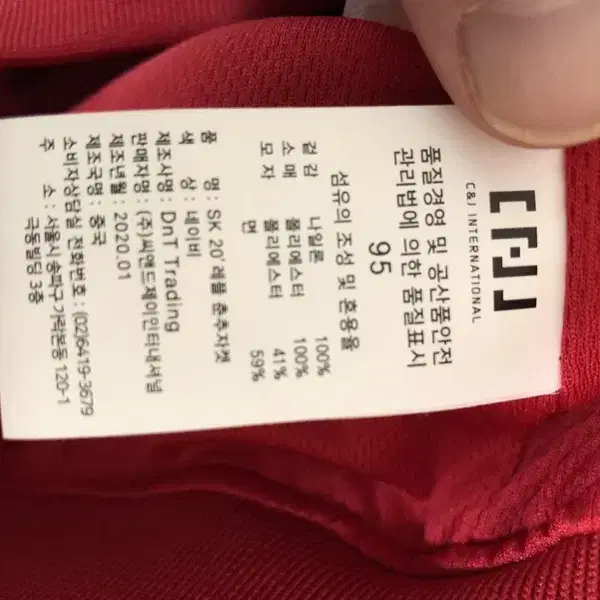 C&J INTERNATIONAL
품질경영 및 공산품안전
관리법에 의한 품질표시
95
섬유의 조성 및 혼용율
겉감 나일론 100%
소매 폴리에스터 100%
모자 폴리에스터 41%
면 59%
품 명: SK 20' 레플 춘추자켓
색 상: 네이비
제조사명: DnT Trading
판매자명: (주)씨앤드제이인터내셔널
제조년월: 2020.01
제조국명: 중국
소비자상담실 전화번호: (02)6419-3679
주 소: 서울시 송파구 가락본동 120-1
극동빌딩 3층